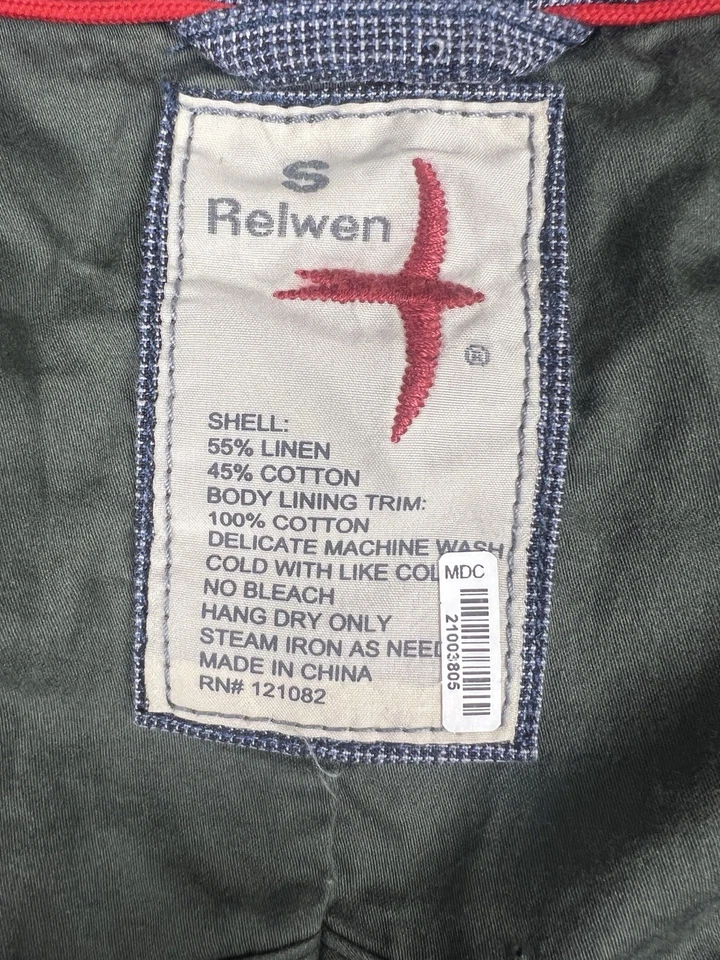 S
Relwen
®
SHELL:
55% LINEN
45% COTTON
BODY LINING TRIM:
100% COTTON
DELICATE MACHINE WASH
COLD WITH LIKE COL
NO BLEACH
HANG DRY ONLY
STEAM IRON AS NEED
MADE IN CHINA
RN# 121082
MDC
21003805